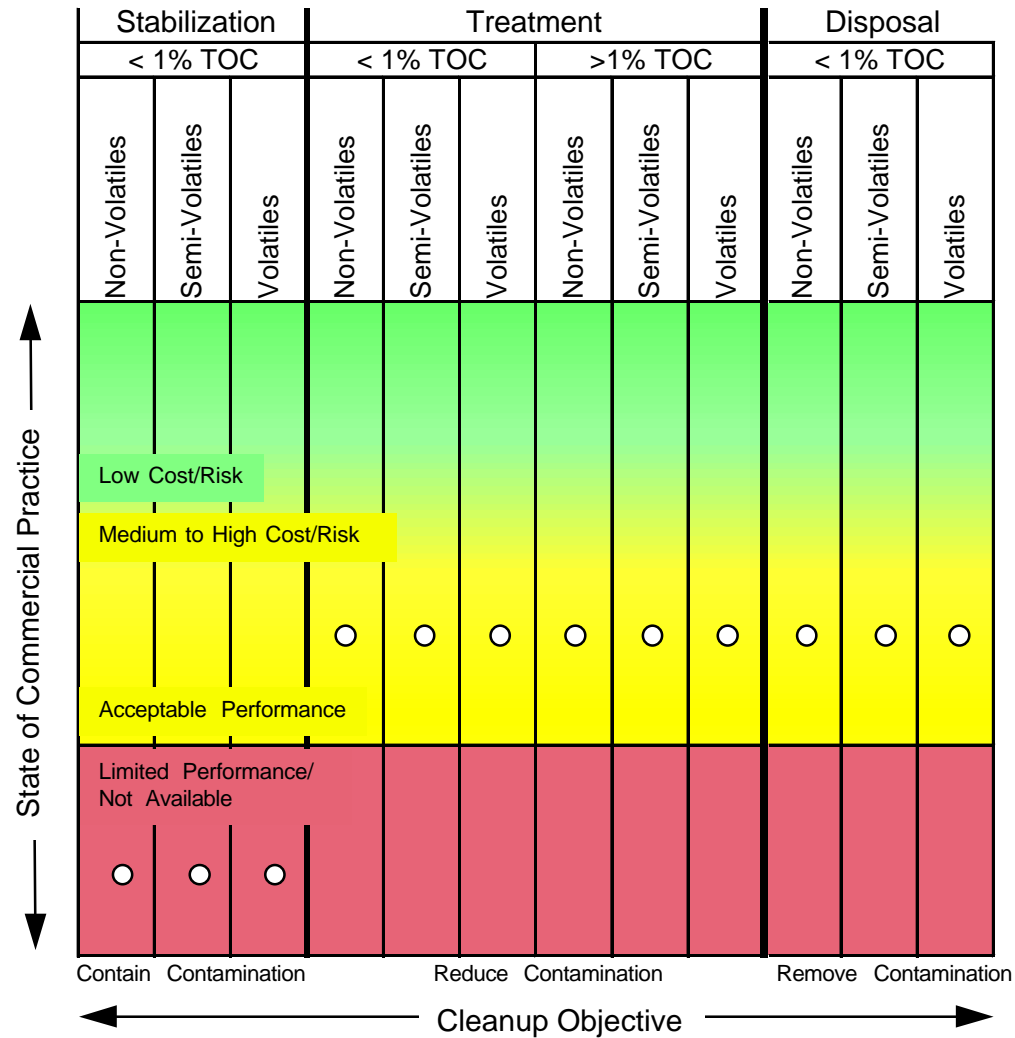 Stabilization Treatment Disposal
< 1% TOC < 1% TOC >1% TOC < 1% TOC
Non-Volatiles
Semi-Volatiles
Volatiles
Non-Volatiles
Semi-Volatiles
Volatiles
Non-Volatiles
Semi-Volatiles
Volatiles
Non-Volatiles
Semi-Volatiles
Volatiles
State of Commercial Practice
Low Cost/Risk
Medium to High Cost/Risk
Acceptable Performance
Limited Performance/
Not Available
Contain Contamination Reduce Contamination Remove Contamination
Cleanup Objective